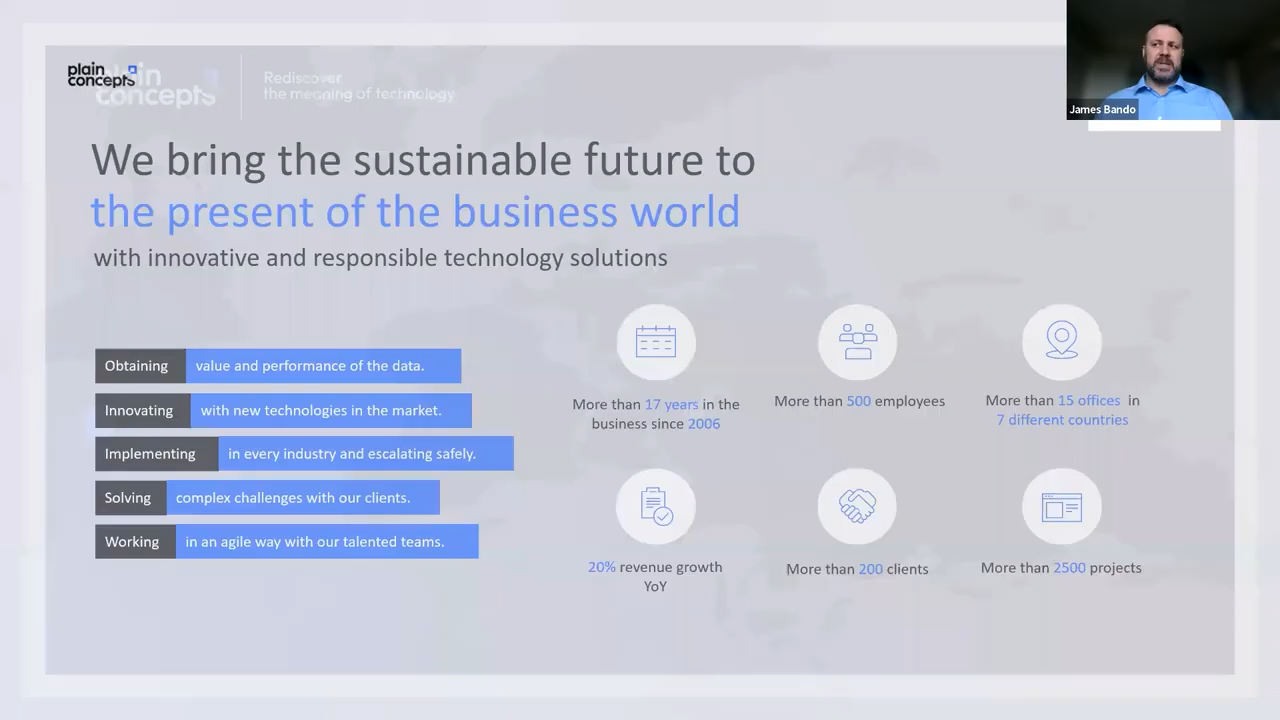 plain
concepts
plain
concepts
Rediscover
the meaning of technology
James Bando
We bring the sustainable future to
the present of the business world
with innovative and responsible technology solutions
Obtaining value and performance of the data.
Innovating with new technologies in the market.
Implementing in every industry and escalating safely.
Solving complex challenges with our clients.
Working in an agile way with our talented teams.
More than 17 years in the
business since 2006
More than 500 employees
More than 15 offices in
7 different countries
20% revenue growth
YoY
More than 200 clients
More than 2500 projects